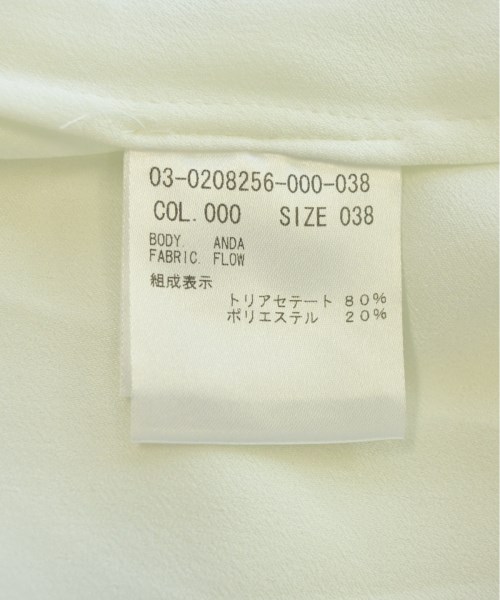 03-0208256-000-038
COL.000 SIZE 038
BODY. ANDA
FABRIC. FLOW
組成表示
トリアセテート 80%
ポリエステル 20%